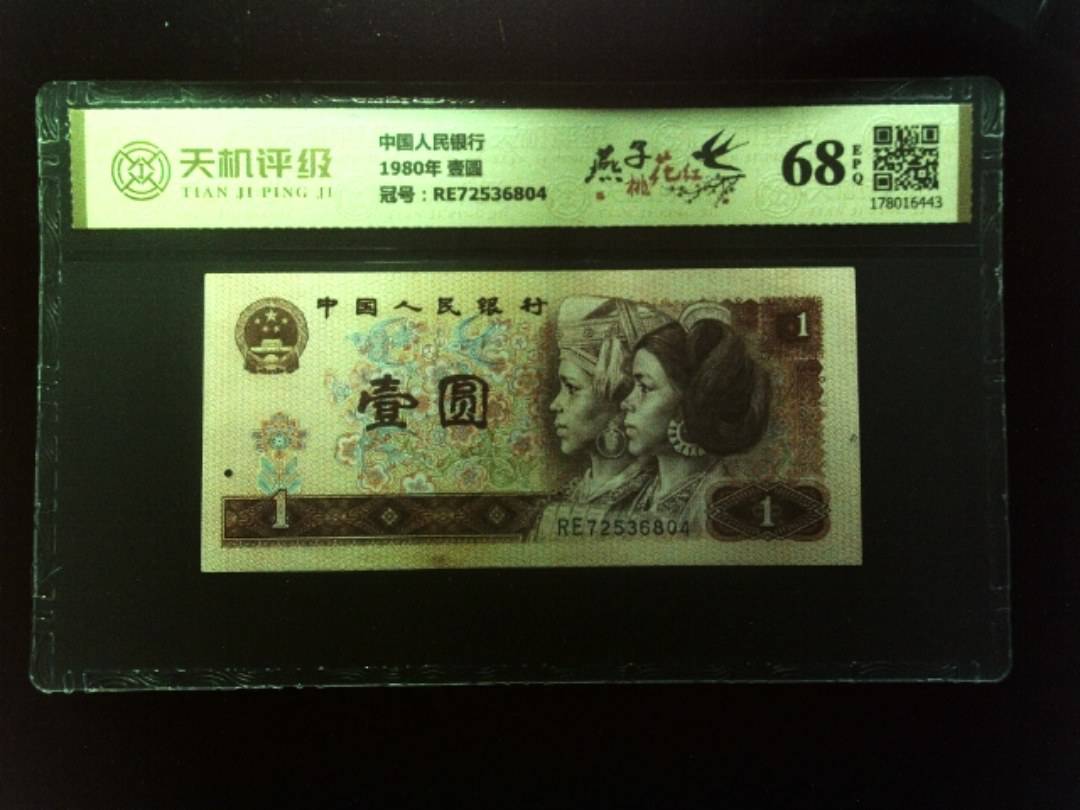 天机评级
TIAN JI PING JI
中国人民银行
1980年 壹圆
冠号：RE72536804
燕子
桃花红
68
EPQ
178016443
中国人民银行
壹圆
1
1
RE72536804
1